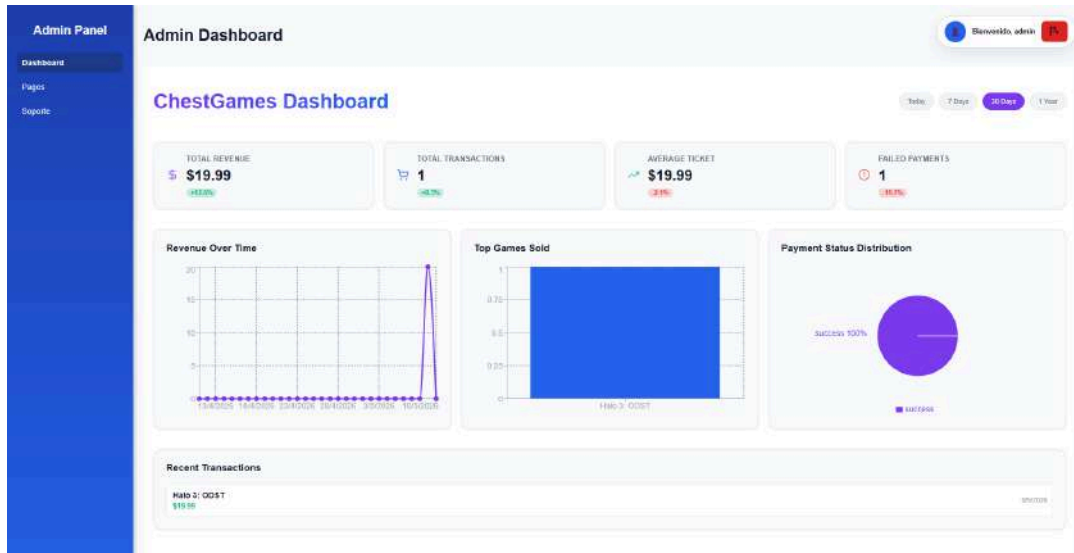 Admin Panel
Dashboard
Pagos
Soporte
Admin Dashboard
Bienvenido, admin
ChestGames Dashboard
Today
7 Days
30 Days
1 Year
TOTAL REVENUE
$19.99
TOTAL TRANSACTIONS
1
AVERAGE TICKET
$19.99
FAILED PAYMENTS
1
Revenue Over Time
20
15
10
5
0
Top Games Sold
1
0.75
0.5
0.25
0
Halo 3: ODST
Payment Status Distribution
success 100%
success
Recent Transactions
Halo 3: ODST
$19.99